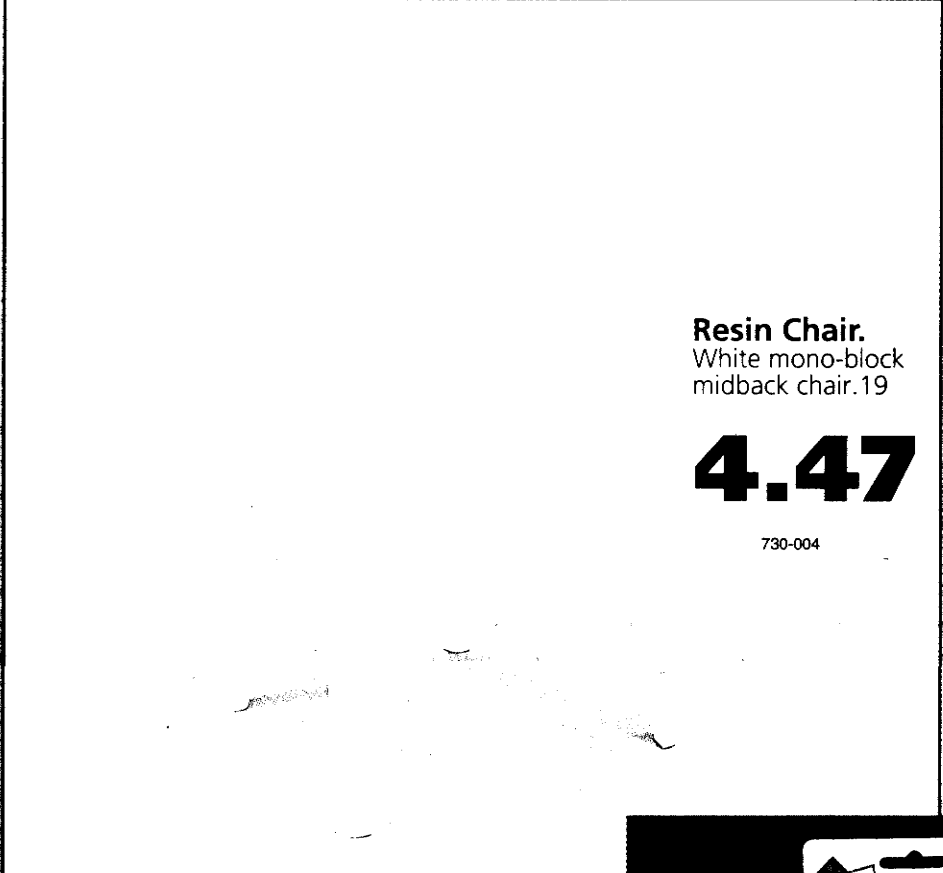 Resin Chair.
White mono-block
midback chair.19
4.47
730-004